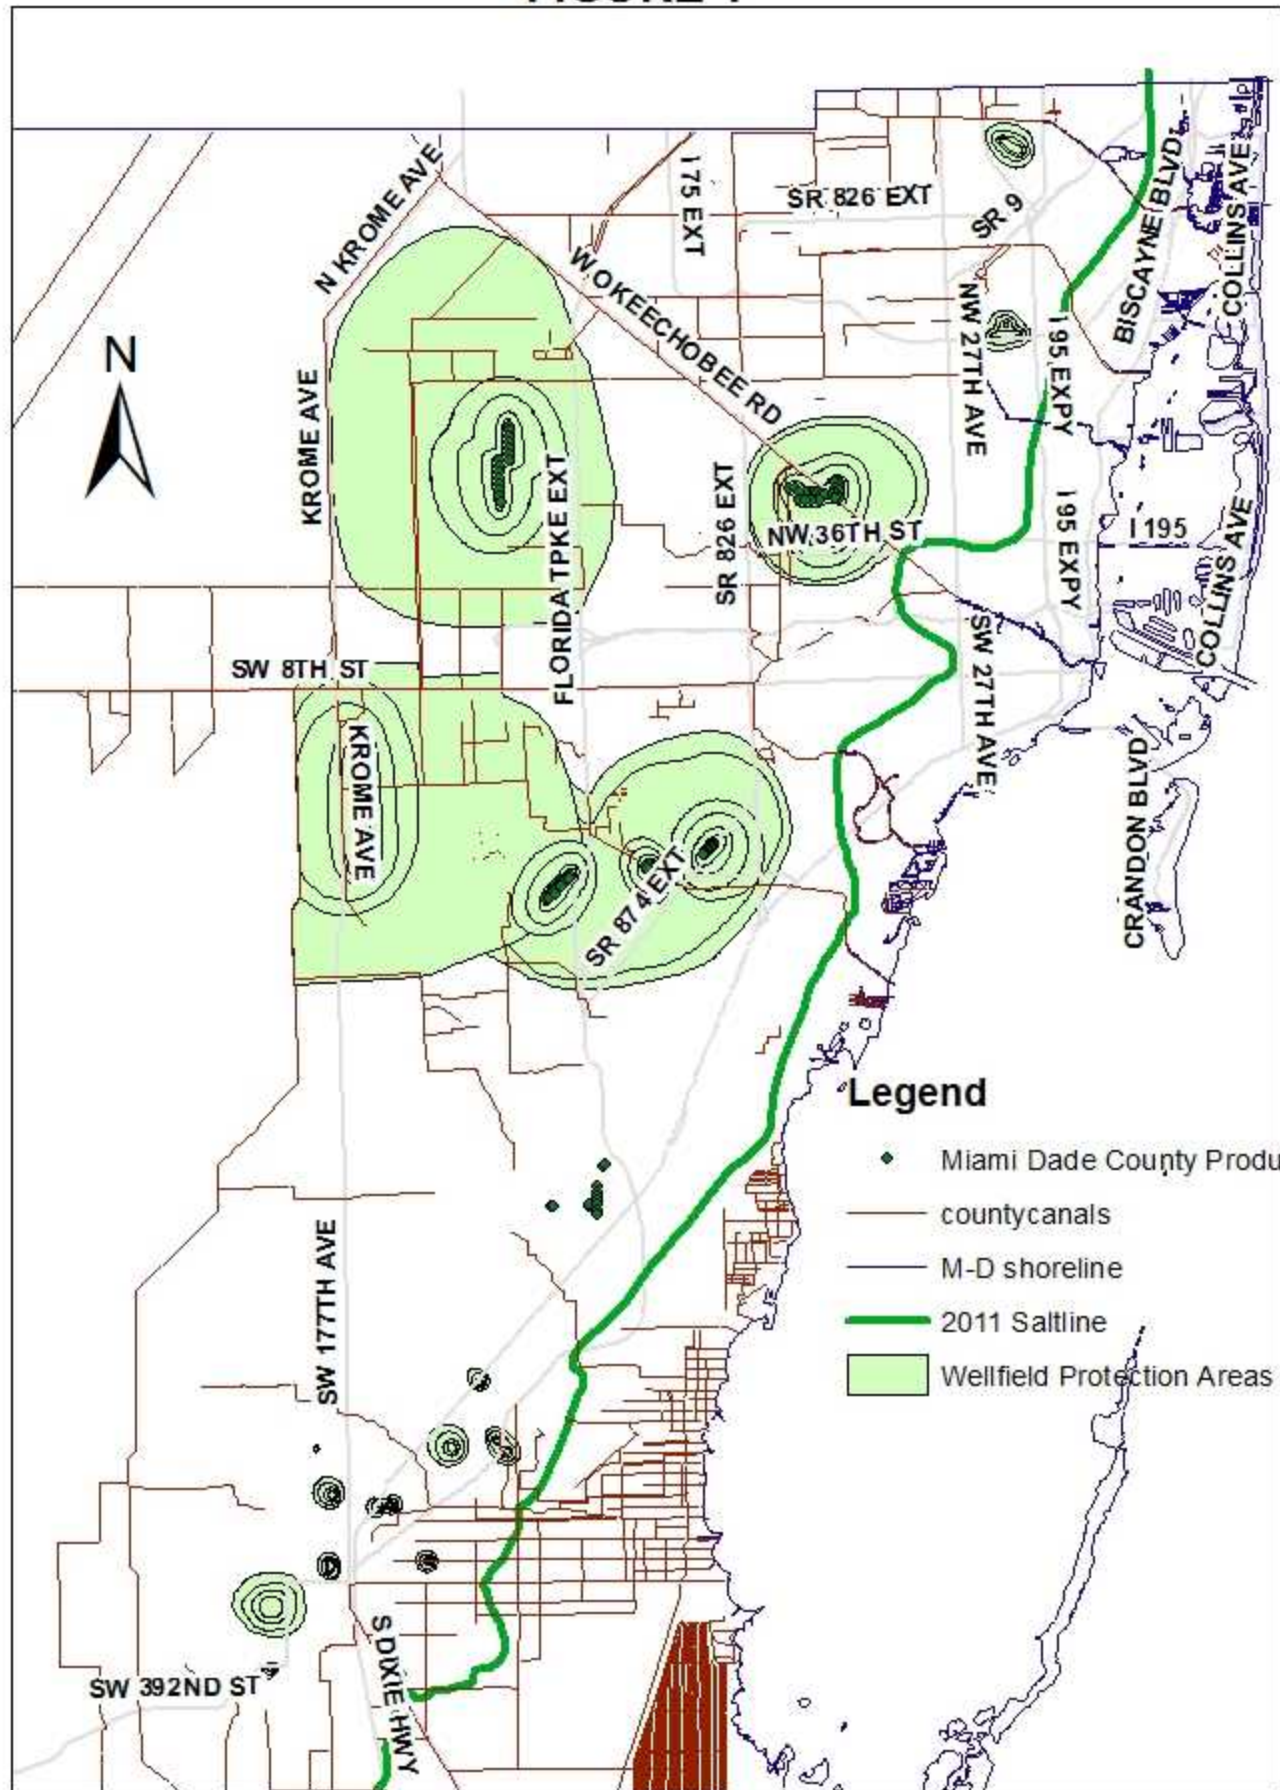 N KROME AVE
I 75 EXT
SR 826 EXT
SR 9
BISCAYNE BLVD
COLLINS AVE
W OKEECHOBEE RD
N
KROME AVE
NW 27TH AVE
I 95 EXPY
FLORIDA TPKE EXT
SR 826 EXT
NW 36TH ST
I 95 EXPY
I 195
COLLINS AVE
SW 8TH ST
SW 27TH AVE
KROME AVE
CRANDON BLVD
SR 874 EXT
Legend
Miami Dade County Produ
countycanals
M-D shoreline
2011 Saltline
Wellfield Protection Areas
SW 177TH AVE
S DIXIE HWY
SW 392ND ST